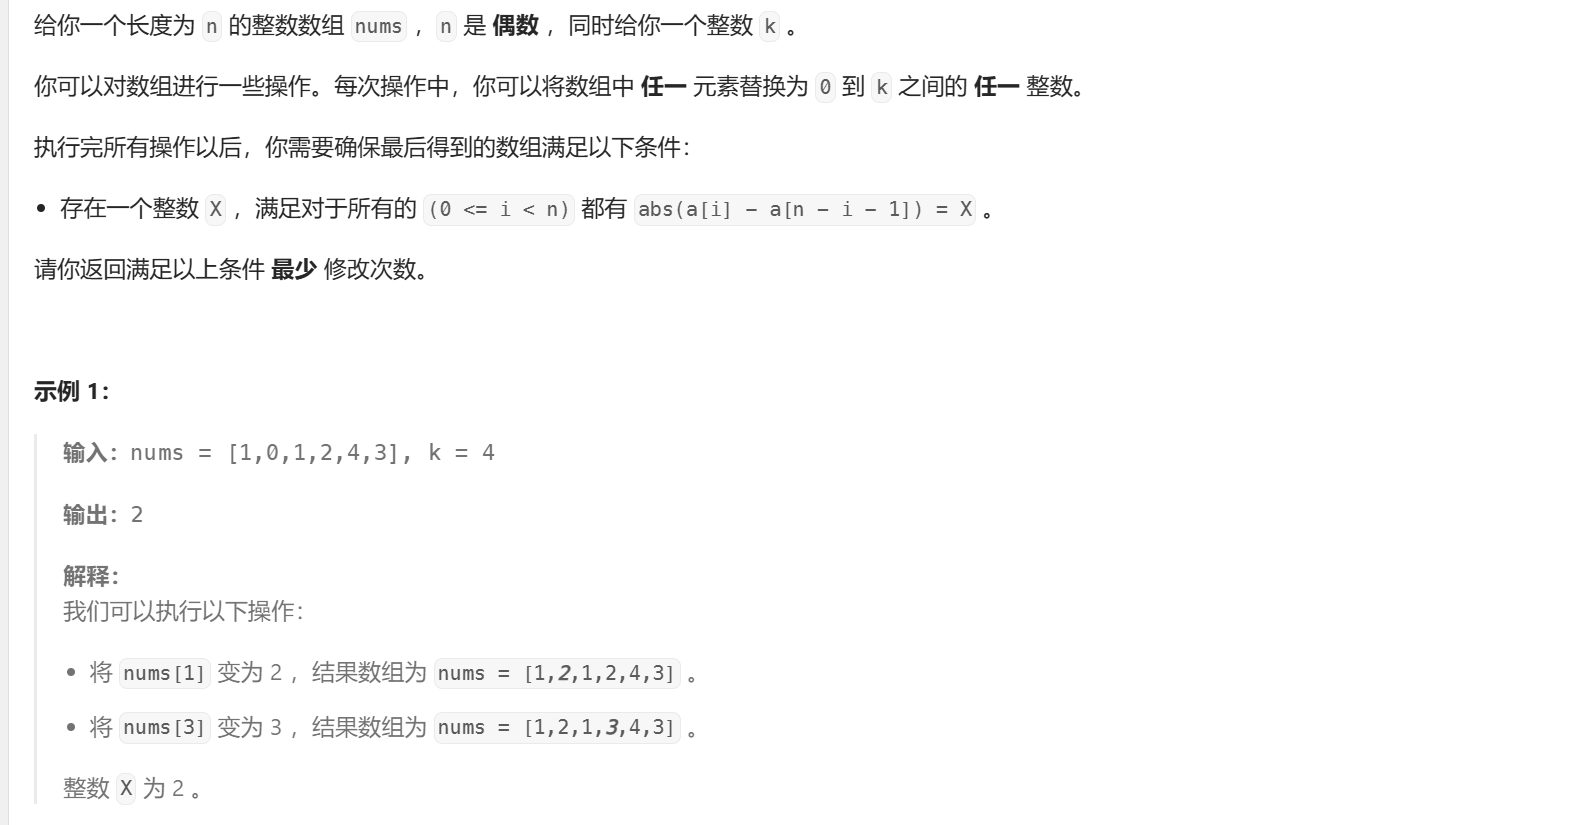 给你一个长度为 n 的整数数组 nums ，n 是 偶数 ，同时给你一个整数 k 。
你可以对数组进行一些操作。每次操作中，你可以将数组中 任一 元素替换为 0 到 k 之间的 任一 整数。
执行完所有操作以后，你需要确保最后得到的数组满足以下条件：
• 存在一个整数 X ，满足对于所有的 (0 <= i < n) 都有 abs(a[i] - a[n - i - 1]) = X 。
请你返回满足以上条件 最少 修改次数。
示例 1：
输入：nums = [1,0,1,2,4,3], k = 4
输出：2
解释：
我们可以执行以下操作：
• 将 nums[1] 变为 2 ，结果数组为 nums = [1,2,1,2,4,3] 。
• 将 nums[3] 变为 3 ，结果数组为 nums = [1,2,1,3,4,3] 。
整数 X 为 2 。